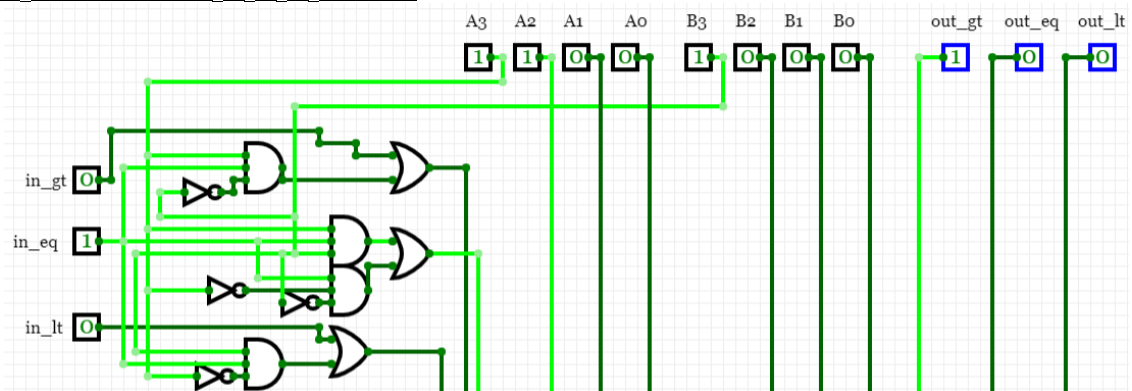 A3 A2 A1 A0 B3 B2 B1 B0 out_gt out_eq out_lt
1 1 0 0 1 0 0 0 1 0 0
in_gt 0
in_eq 1
in_lt 0